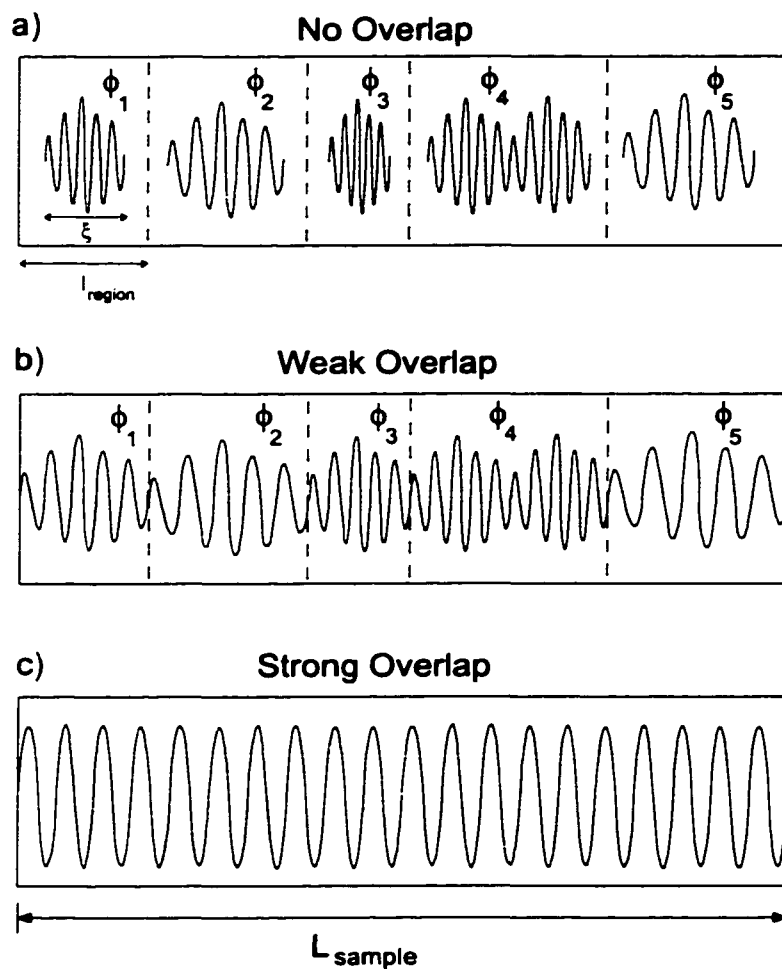 a)
No Overlap
ϕ1 ϕ2 ϕ3 ϕ4 ϕ5
ξ
lregion
b)
Weak Overlap
ϕ1 ϕ2 ϕ3 ϕ4 ϕ5
c)
Strong Overlap
Lsample